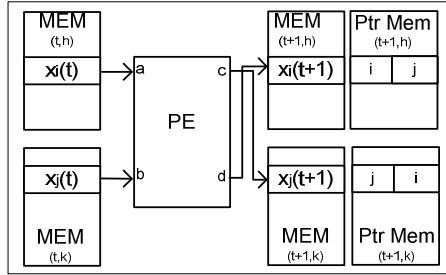 MEM
(t,h)
xi(t)
MEM
(t+1,h)
xi(t+1)
Ptr Mem
(t+1,h)
i j
a c
PE
b d
xj(t)
MEM
(t,k)
xj(t+1)
MEM
(t+1,k)
j i
Ptr Mem
(t+1,k)